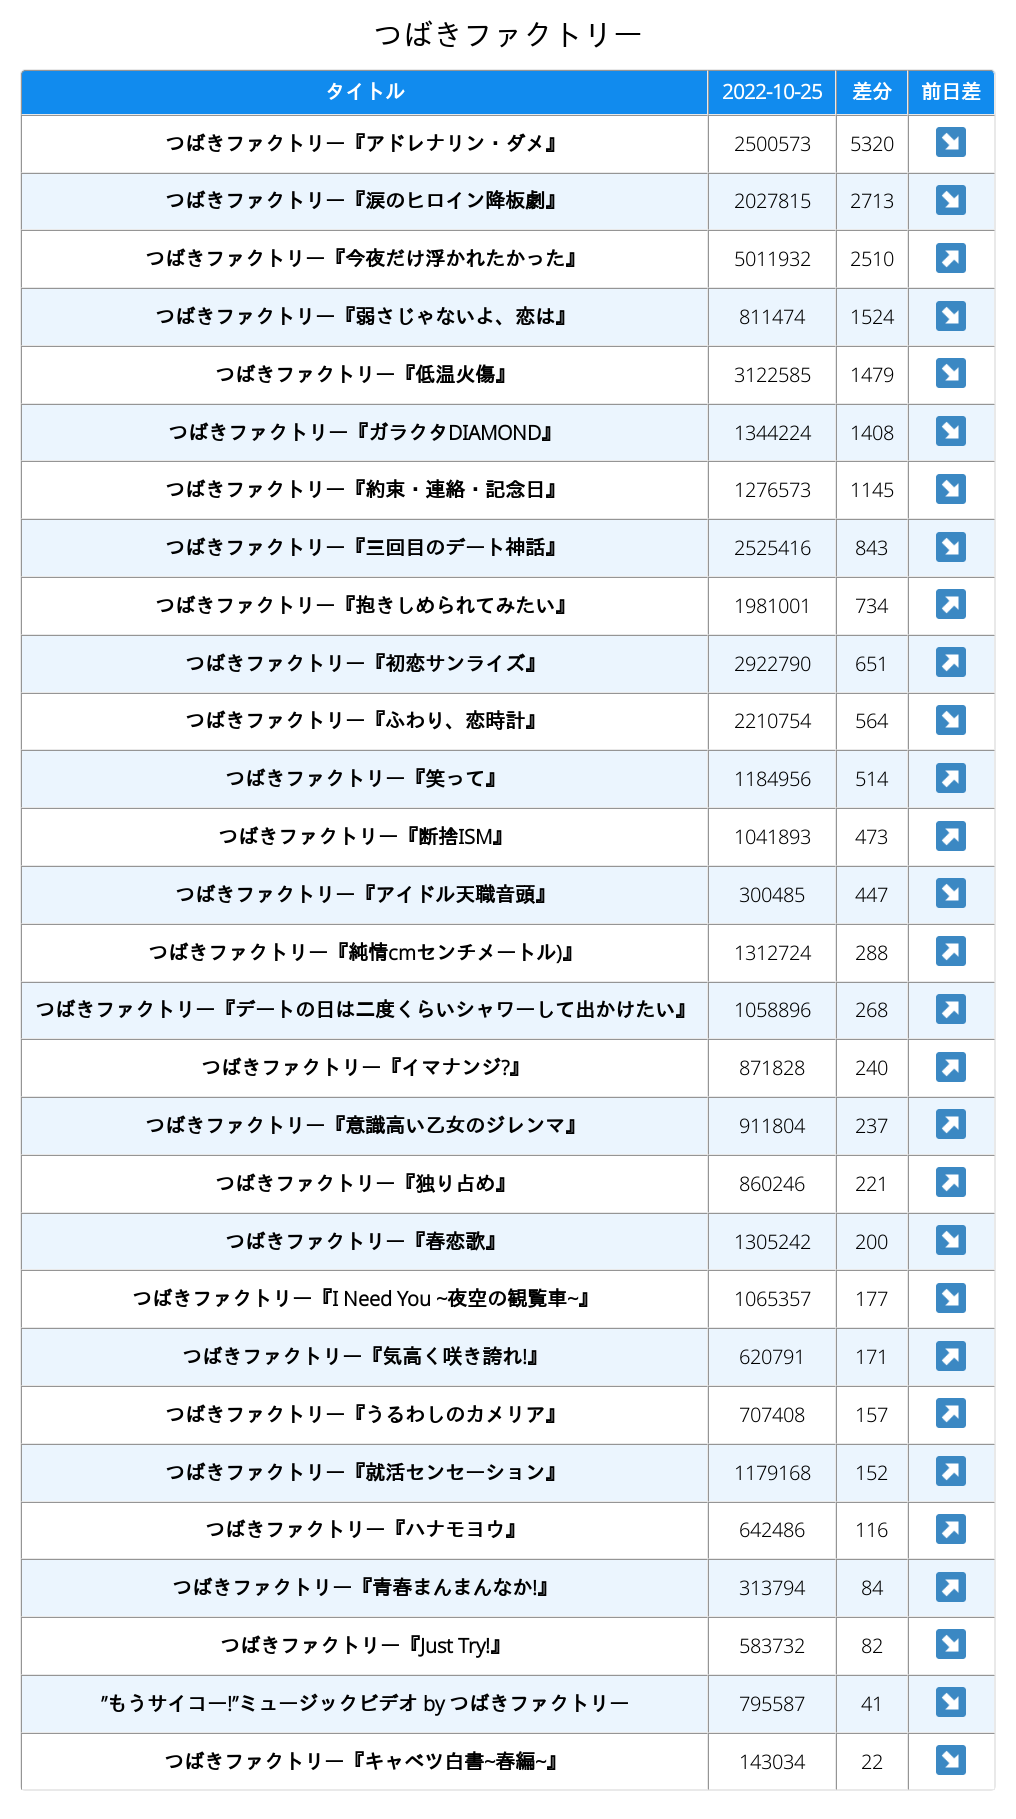 つばきファクトリー
タイトル 2022-10-25 差分 前日差
つばきファクトリー『アドレナリン・ダメ』 2500573 5320 ↘
つばきファクトリー『涙のヒロイン降板劇』 2027815 2713 ↘
つばきファクトリー『今夜だけ浮かれたかった』 5011932 2510 ↗
つばきファクトリー『弱さじゃないよ、恋は』 811474 1524 ↘
つばきファクトリー『低温火傷』 3122585 1479 ↘
つばきファクトリー『ガラクタDIAMOND』 1344224 1408 ↘
つばきファクトリー『約束・連絡・記念日』 1276573 1145 ↘
つばきファクトリー『三回目のデート神話』 2525416 843 ↘
つばきファクトリー『抱きしめられてみたい』 1981001 734 ↗
つばきファクトリー『初恋サンライズ』 2922790 651 ↗
つばきファクトリー『ふわり、恋時計』 2210754 564 ↘
つばきファクトリー『笑って』 1184956 514 ↗
つばきファクトリー『断捨ISM』 1041893 473 ↗
つばきファクトリー『アイドル天職音頭』 300485 447 ↘
つばきファクトリー『純情cmセンチメートル)』 1312724 288 ↗
つばきファクトリー『デートの日は二度くらいシャワーして出かけたい』 1058896 268 ↗
つばきファクトリー『イマナンジ?』 871828 240 ↗
つばきファクトリー『意識高い乙女のジレンマ』 911804 237 ↗
つばきファクトリー『独り占め』 860246 221 ↗
つばきファクトリー『春恋歌』 1305242 200 ↘
つばきファクトリー『I Need You ~夜空の観覧車~』 1065357 177 ↘
つばきファクトリー『気高く咲き誇れ!』 620791 171 ↗
つばきファクトリー『うるわしのカメリア』 707408 157 ↗
つばきファクトリー『就活センセーション』 1179168 152 ↗
つばきファクトリー『ハナモヨウ』 642486 116 ↗
つばきファクトリー『青春まんまんなか!』 313794 84 ↗
つばきファクトリー『Just Try!』 583732 82 ↘
”もうサイコー!”ミュージックビデオ by つばきファクトリー 795587 41 ↘
つばきファクトリー『キャベツ白書~春編~』 143034 22 ↘